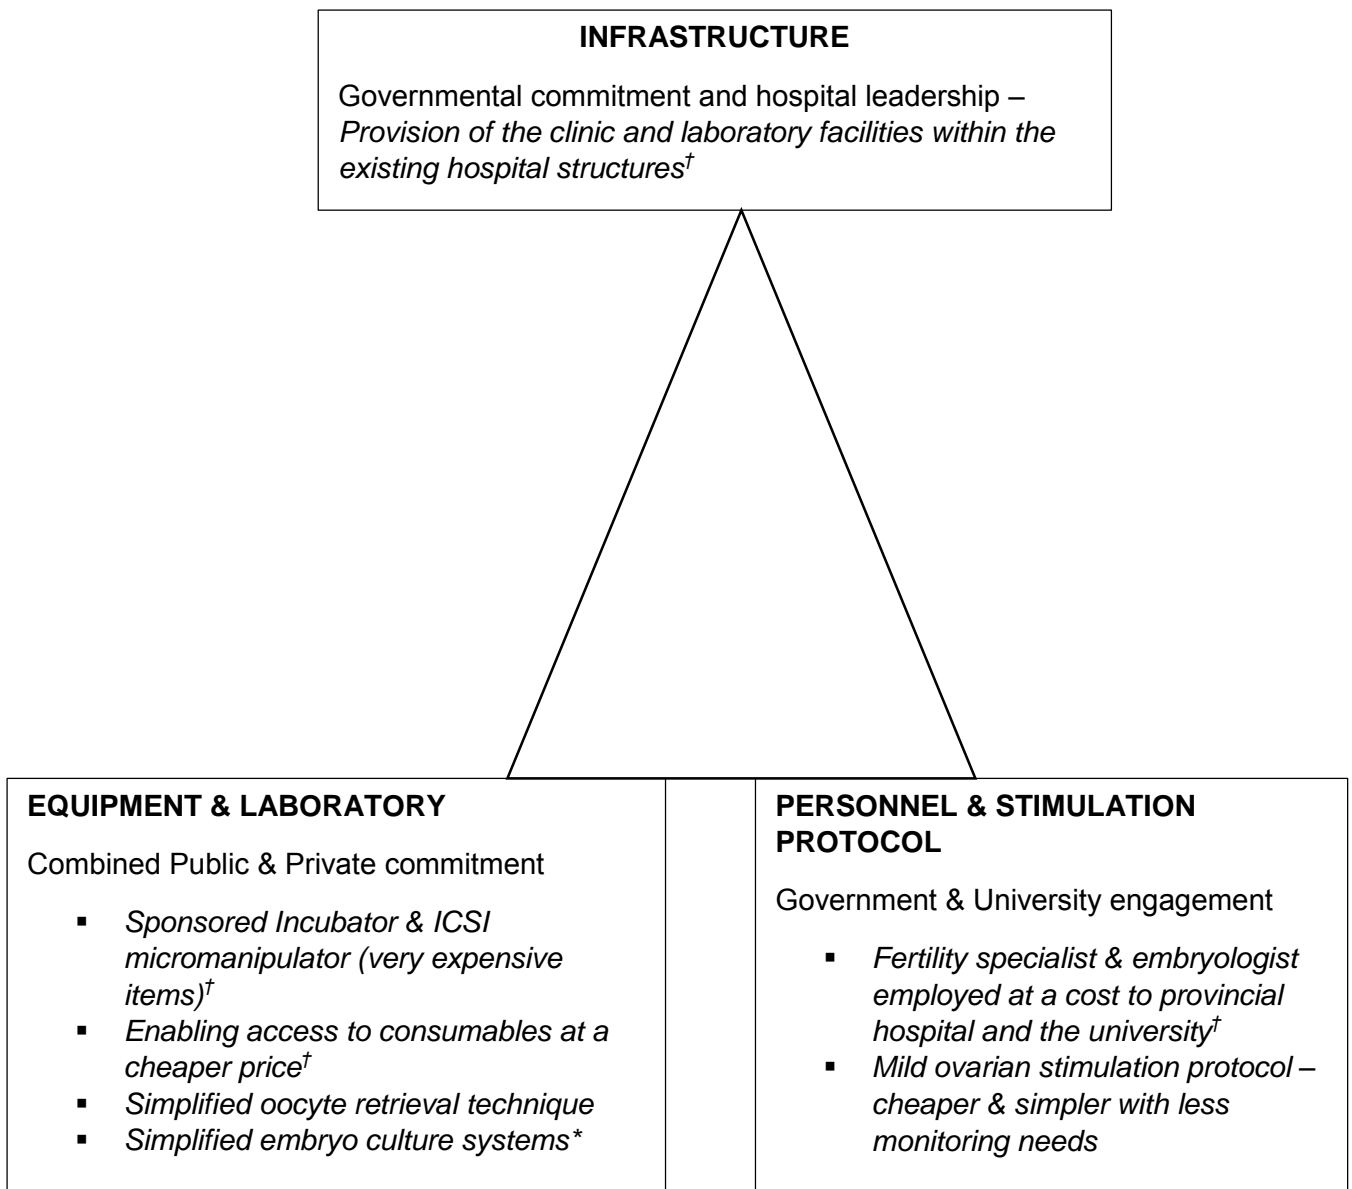 INFRASTRUCTURE
Governmental commitment and hospital leadership –
Provision of the clinic and laboratory facilities within the
existing hospital structures†
EQUIPMENT & LABORATORY
Combined Public & Private commitment
▪ Sponsored Incubator & ICSI
micromanipulator (very expensive
items)†
▪ Enabling access to consumables at a
cheaper price†
▪ Simplified oocyte retrieval technique
▪ Simplified embryo culture systems*
PERSONNEL & STIMULATION
PROTOCOL
Government & University engagement
▪ Fertility specialist & embryologist
employed at a cost to provincial
hospital and the university†
▪ Mild ovarian stimulation protocol –
cheaper & simpler with less
monitoring needs